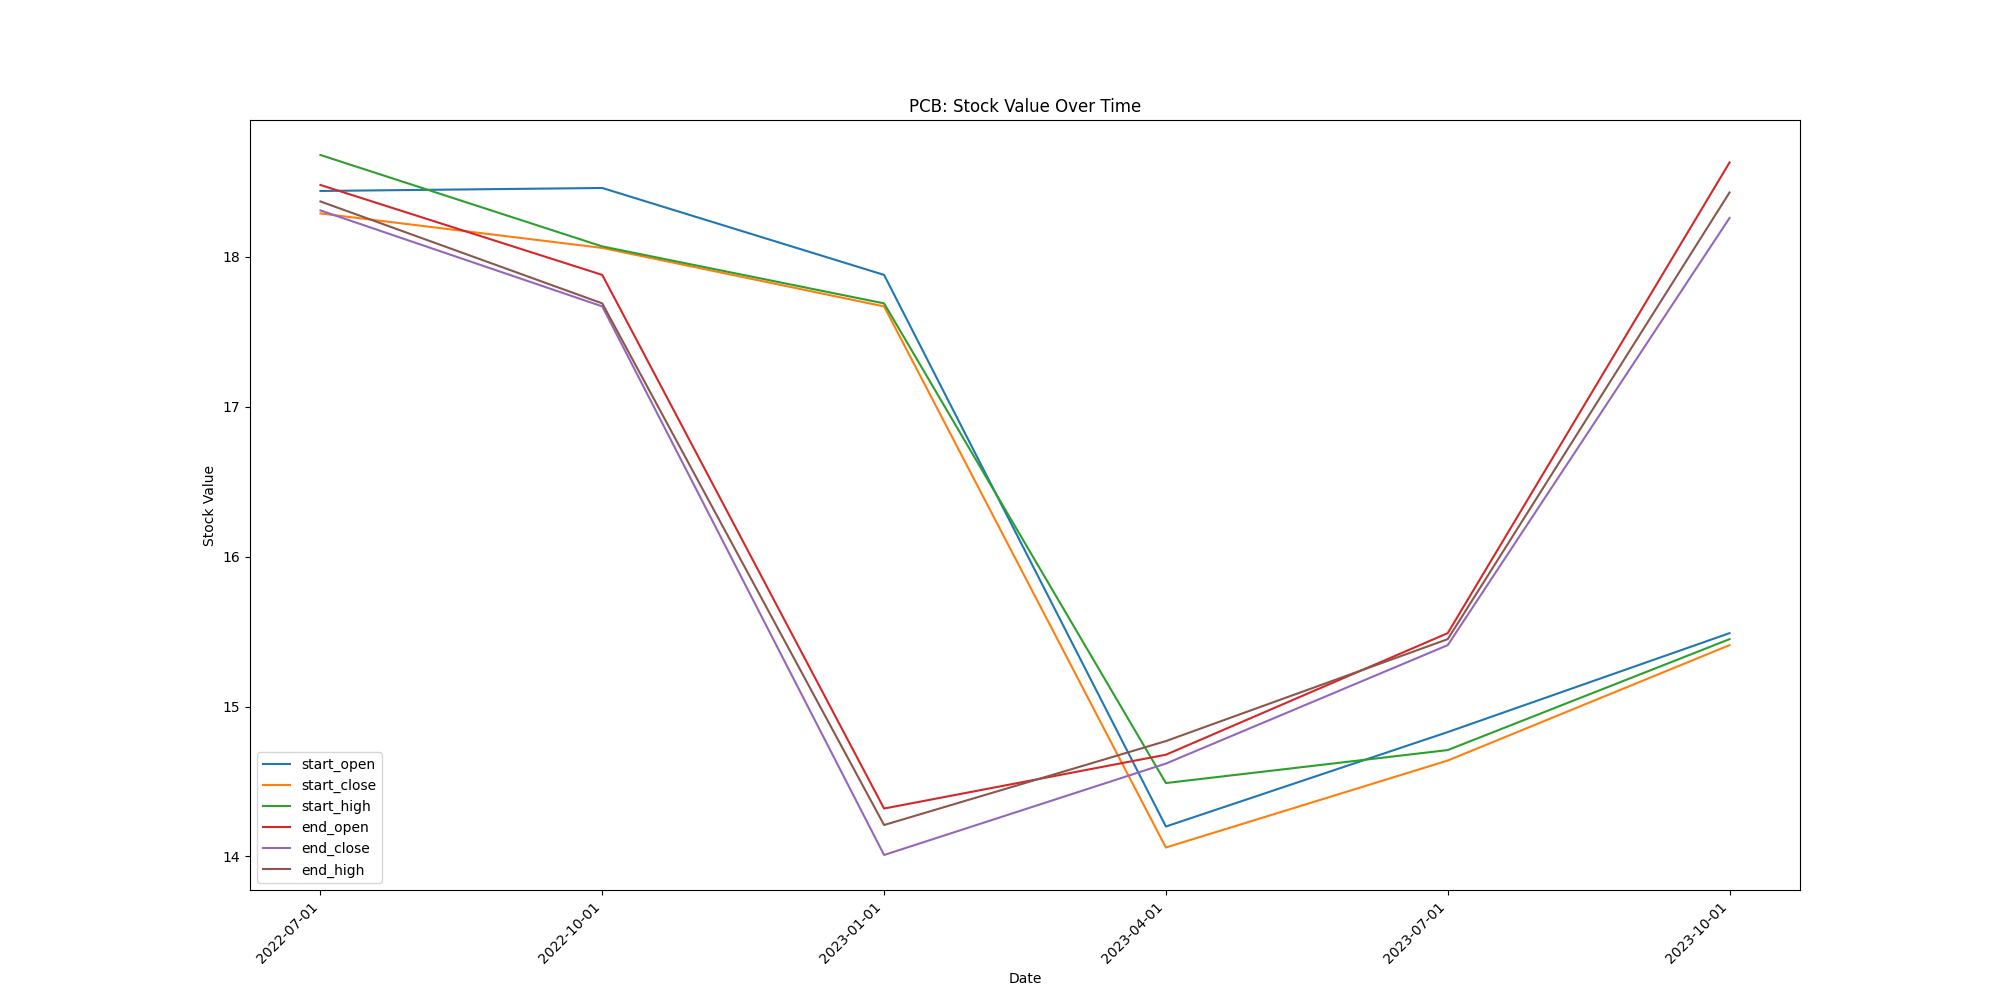 PCB: Stock Value Over Time
Stock Value
18
17
16
15
14
start_open
start_close
start_high
end_open
end_close
end_high
2022-07-01
2022-10-01
2023-01-01
2023-04-01
2023-07-01
2023-10-01
Date